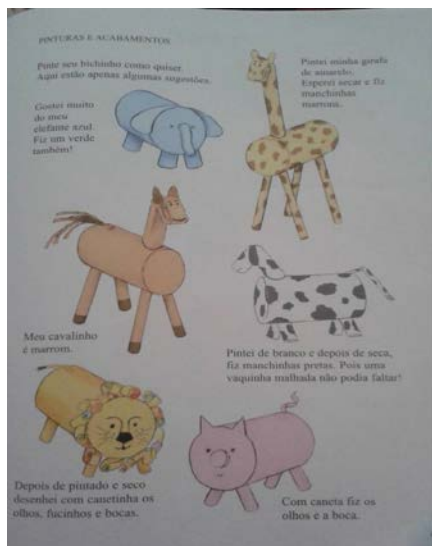 PINTURAS E ACABAMENTOS
Pinte seu bichinho como quiser.
Aqui estão apenas algumas sugestões.
Gostei muito
do meu
elefante azul.
Fiz um verde
também!
Pintei minha girafa
de amarelo.
Esperei secar e fiz
manchinhas
marrons.
Meu cavalinho
é marrom.
Pintei de branco e depois de seca,
fiz manchinhas pretas. Pois uma
vaquinha malhada não podia faltar!
Depois de pintado e seco
desenhei com canetinha os
olhos, fucinhos e bocas.
Com caneta fiz os
olhos e a boca.